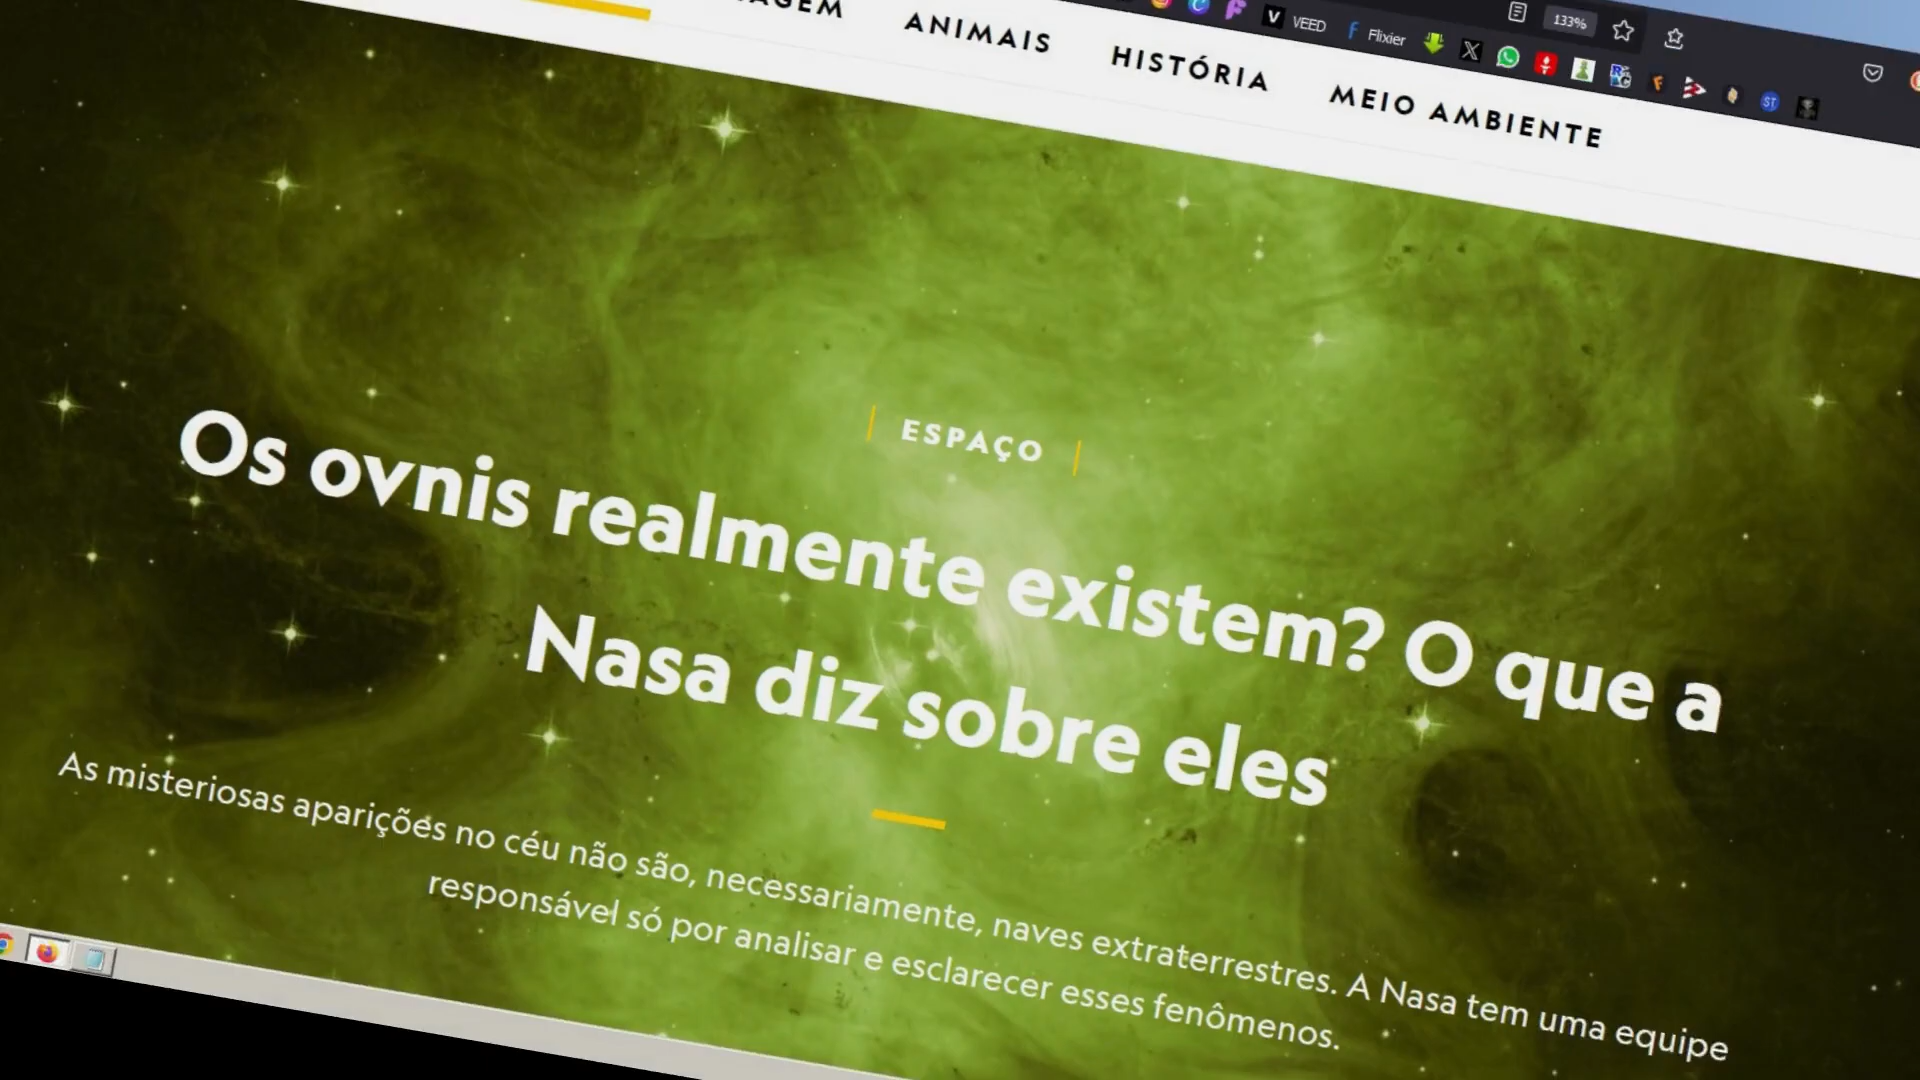 VEED
Flixier
133%
ANIMAIS
HISTÓRIA
MEIO AMBIENTE
ESPAÇO
Os ovnis realmente existem? O que a
Nasa diz sobre eles
As misteriosas aparições no céu não são, necessariamente, naves extraterrestres. A Nasa tem uma equipe
responsável só por analisar e esclarecer esses fenômenos.